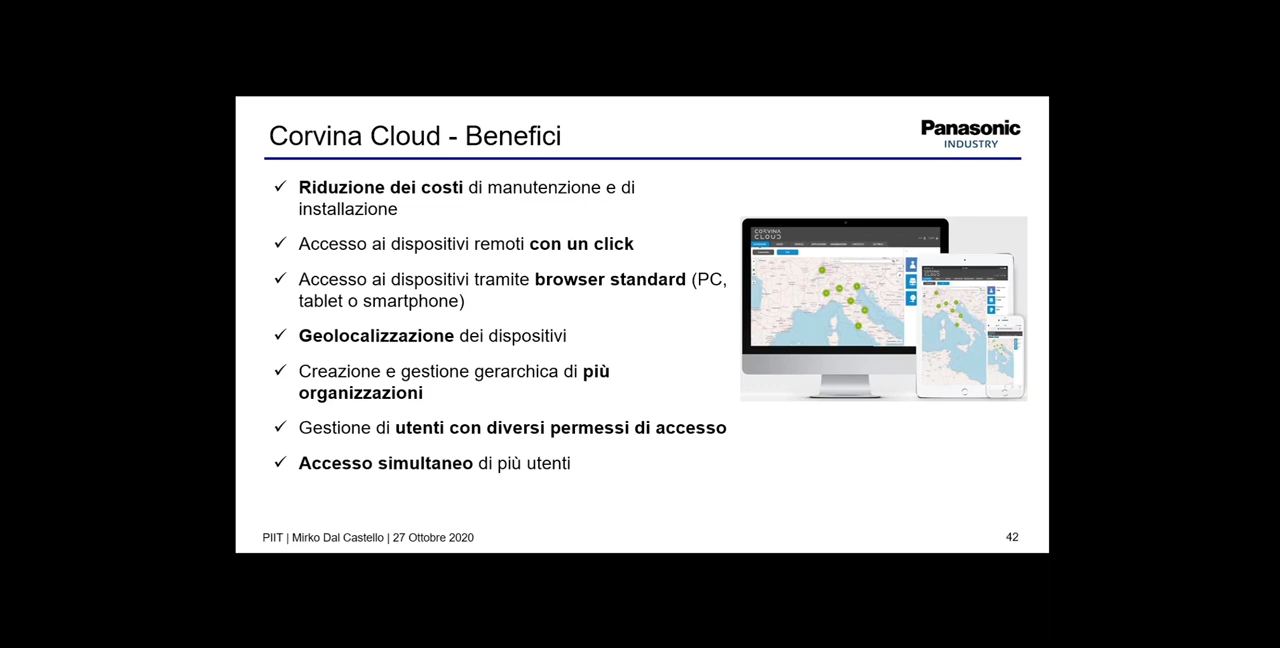 Corvina Cloud - Benefici
Panasonic
INDUSTRY
✓ Riduzione dei costi di manutenzione e di
installazione
✓ Accesso ai dispositivi remoti con un click
✓ Accesso ai dispositivi tramite browser standard (PC,
tablet o smartphone)
✓ Geolocalizzazione dei dispositivi
✓ Creazione e gestione gerarchica di più
organizzazioni
✓ Gestione di utenti con diversi permessi di accesso
✓ Accesso simultaneo di più utenti
CORVINA
CLOUD
PIIT | Mirko Dal Castello | 27 Ottobre 2020
42